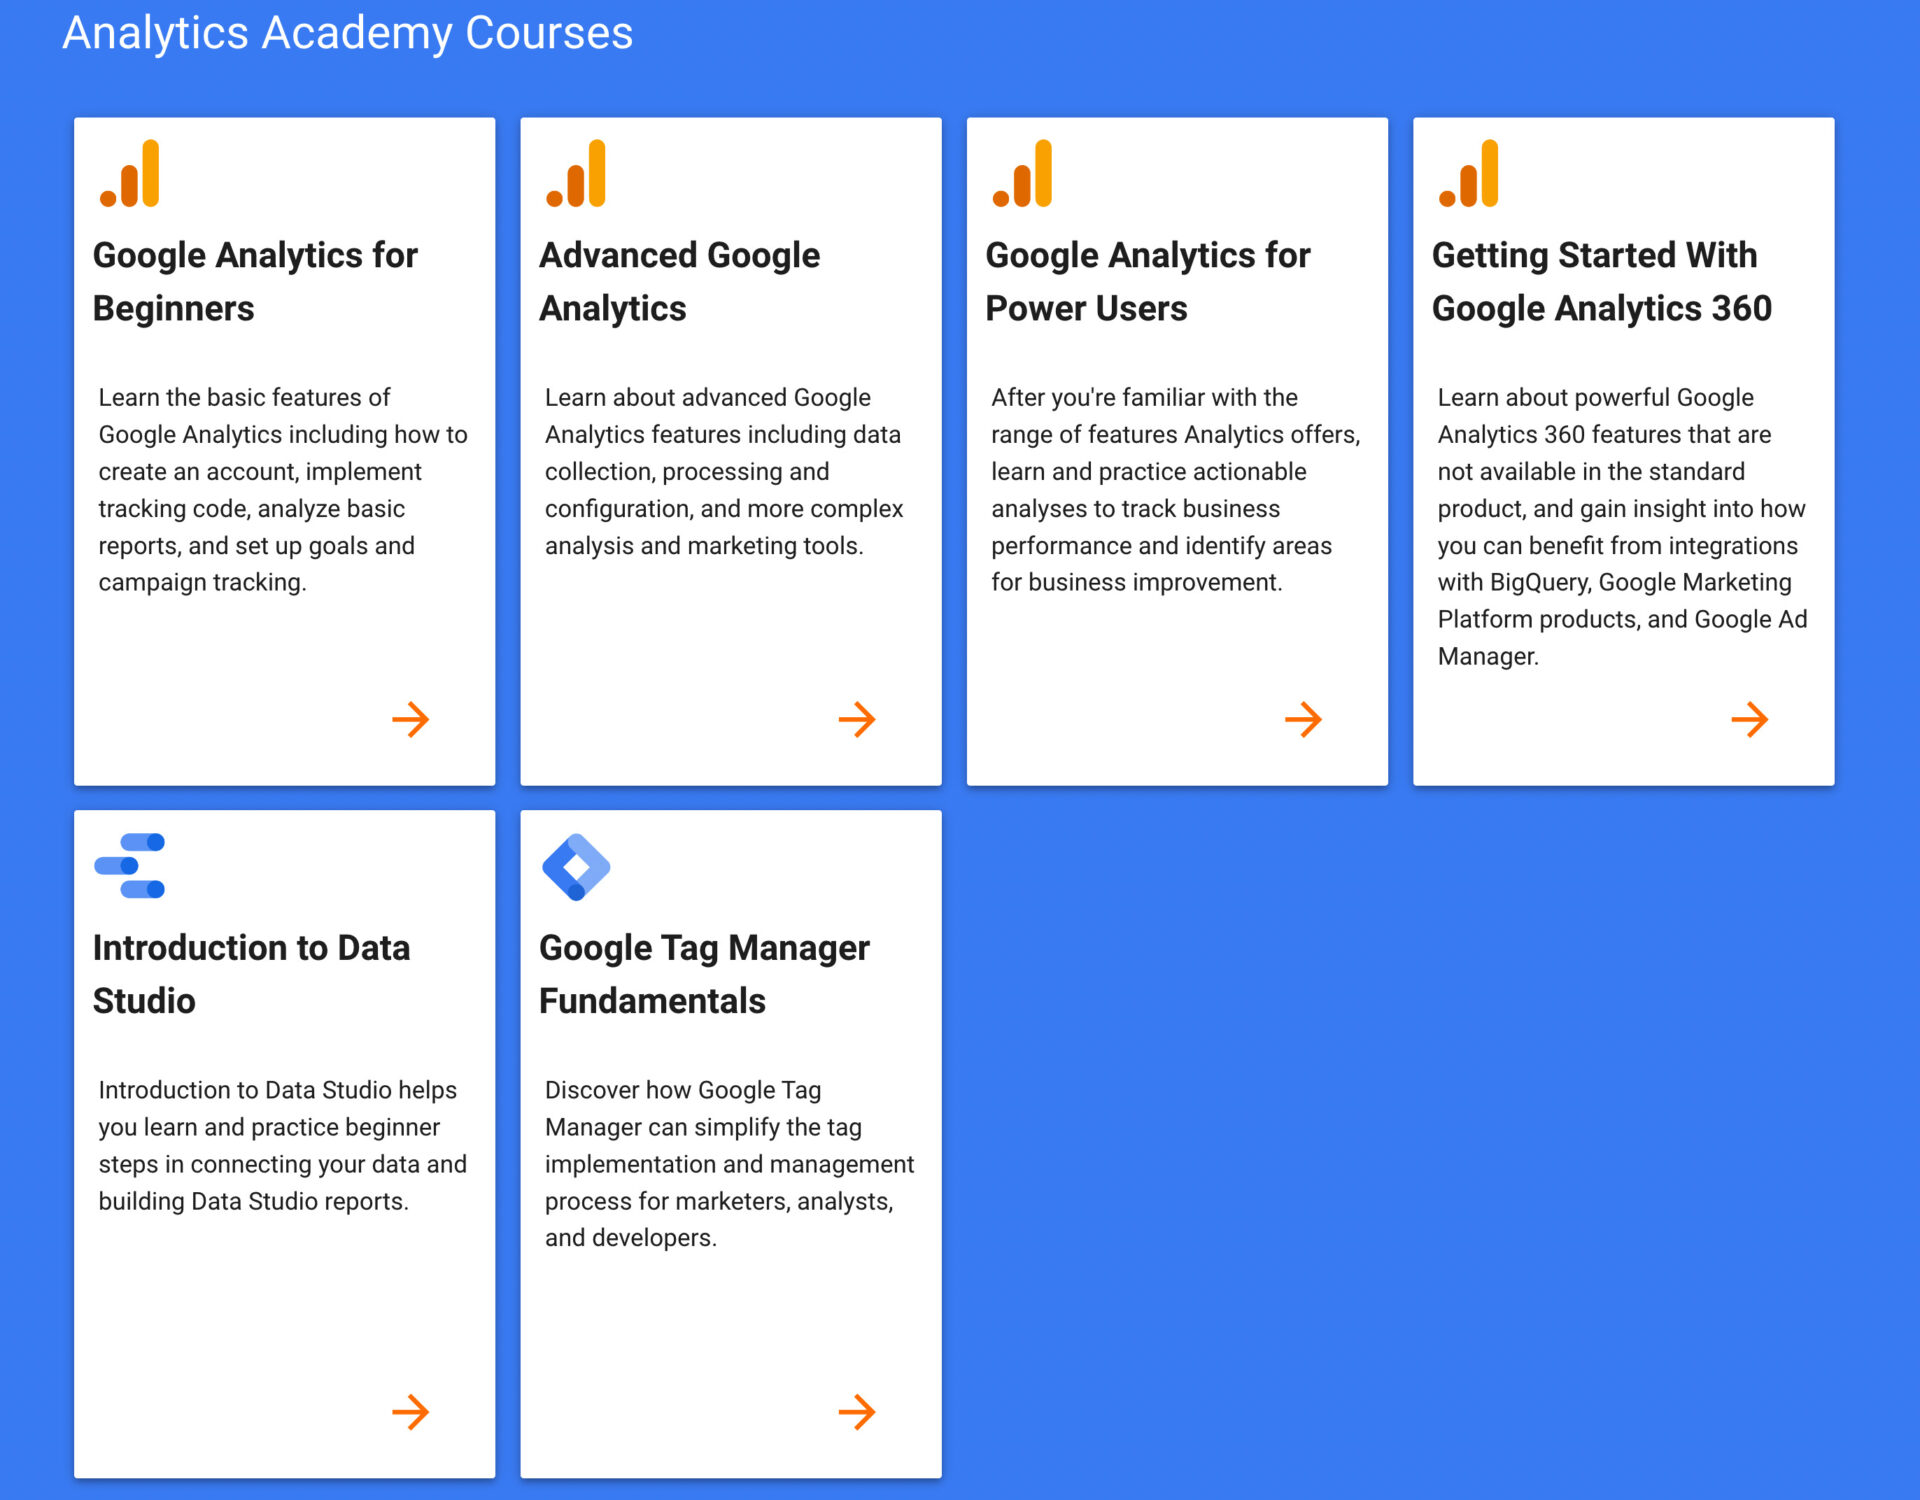 Analytics Academy Courses
Google Analytics for
Beginners
Learn the basic features of
Google Analytics including how to
create an account, implement
tracking code, analyze basic
reports, and set up goals and
campaign tracking.
Advanced Google
Analytics
Learn about advanced Google
Analytics features including data
collection, processing and
configuration, and more complex
analysis and marketing tools.
Google Analytics for
Power Users
After you're familiar with the
range of features Analytics offers,
learn and practice actionable
analyses to track business
performance and identify areas
for business improvement.
Getting Started With
Google Analytics 360
Learn about powerful Google
Analytics 360 features that are
not available in the standard
product, and gain insight into how
you can benefit from integrations
with BigQuery, Google Marketing
Platform products, and Google Ad
Manager.
Introduction to Data
Studio
Introduction to Data Studio helps
you learn and practice beginner
steps in connecting your data and
building Data Studio reports.
Google Tag Manager
Fundamentals
Discover how Google Tag
Manager can simplify the tag
implementation and management
process for marketers, analysts,
and developers.